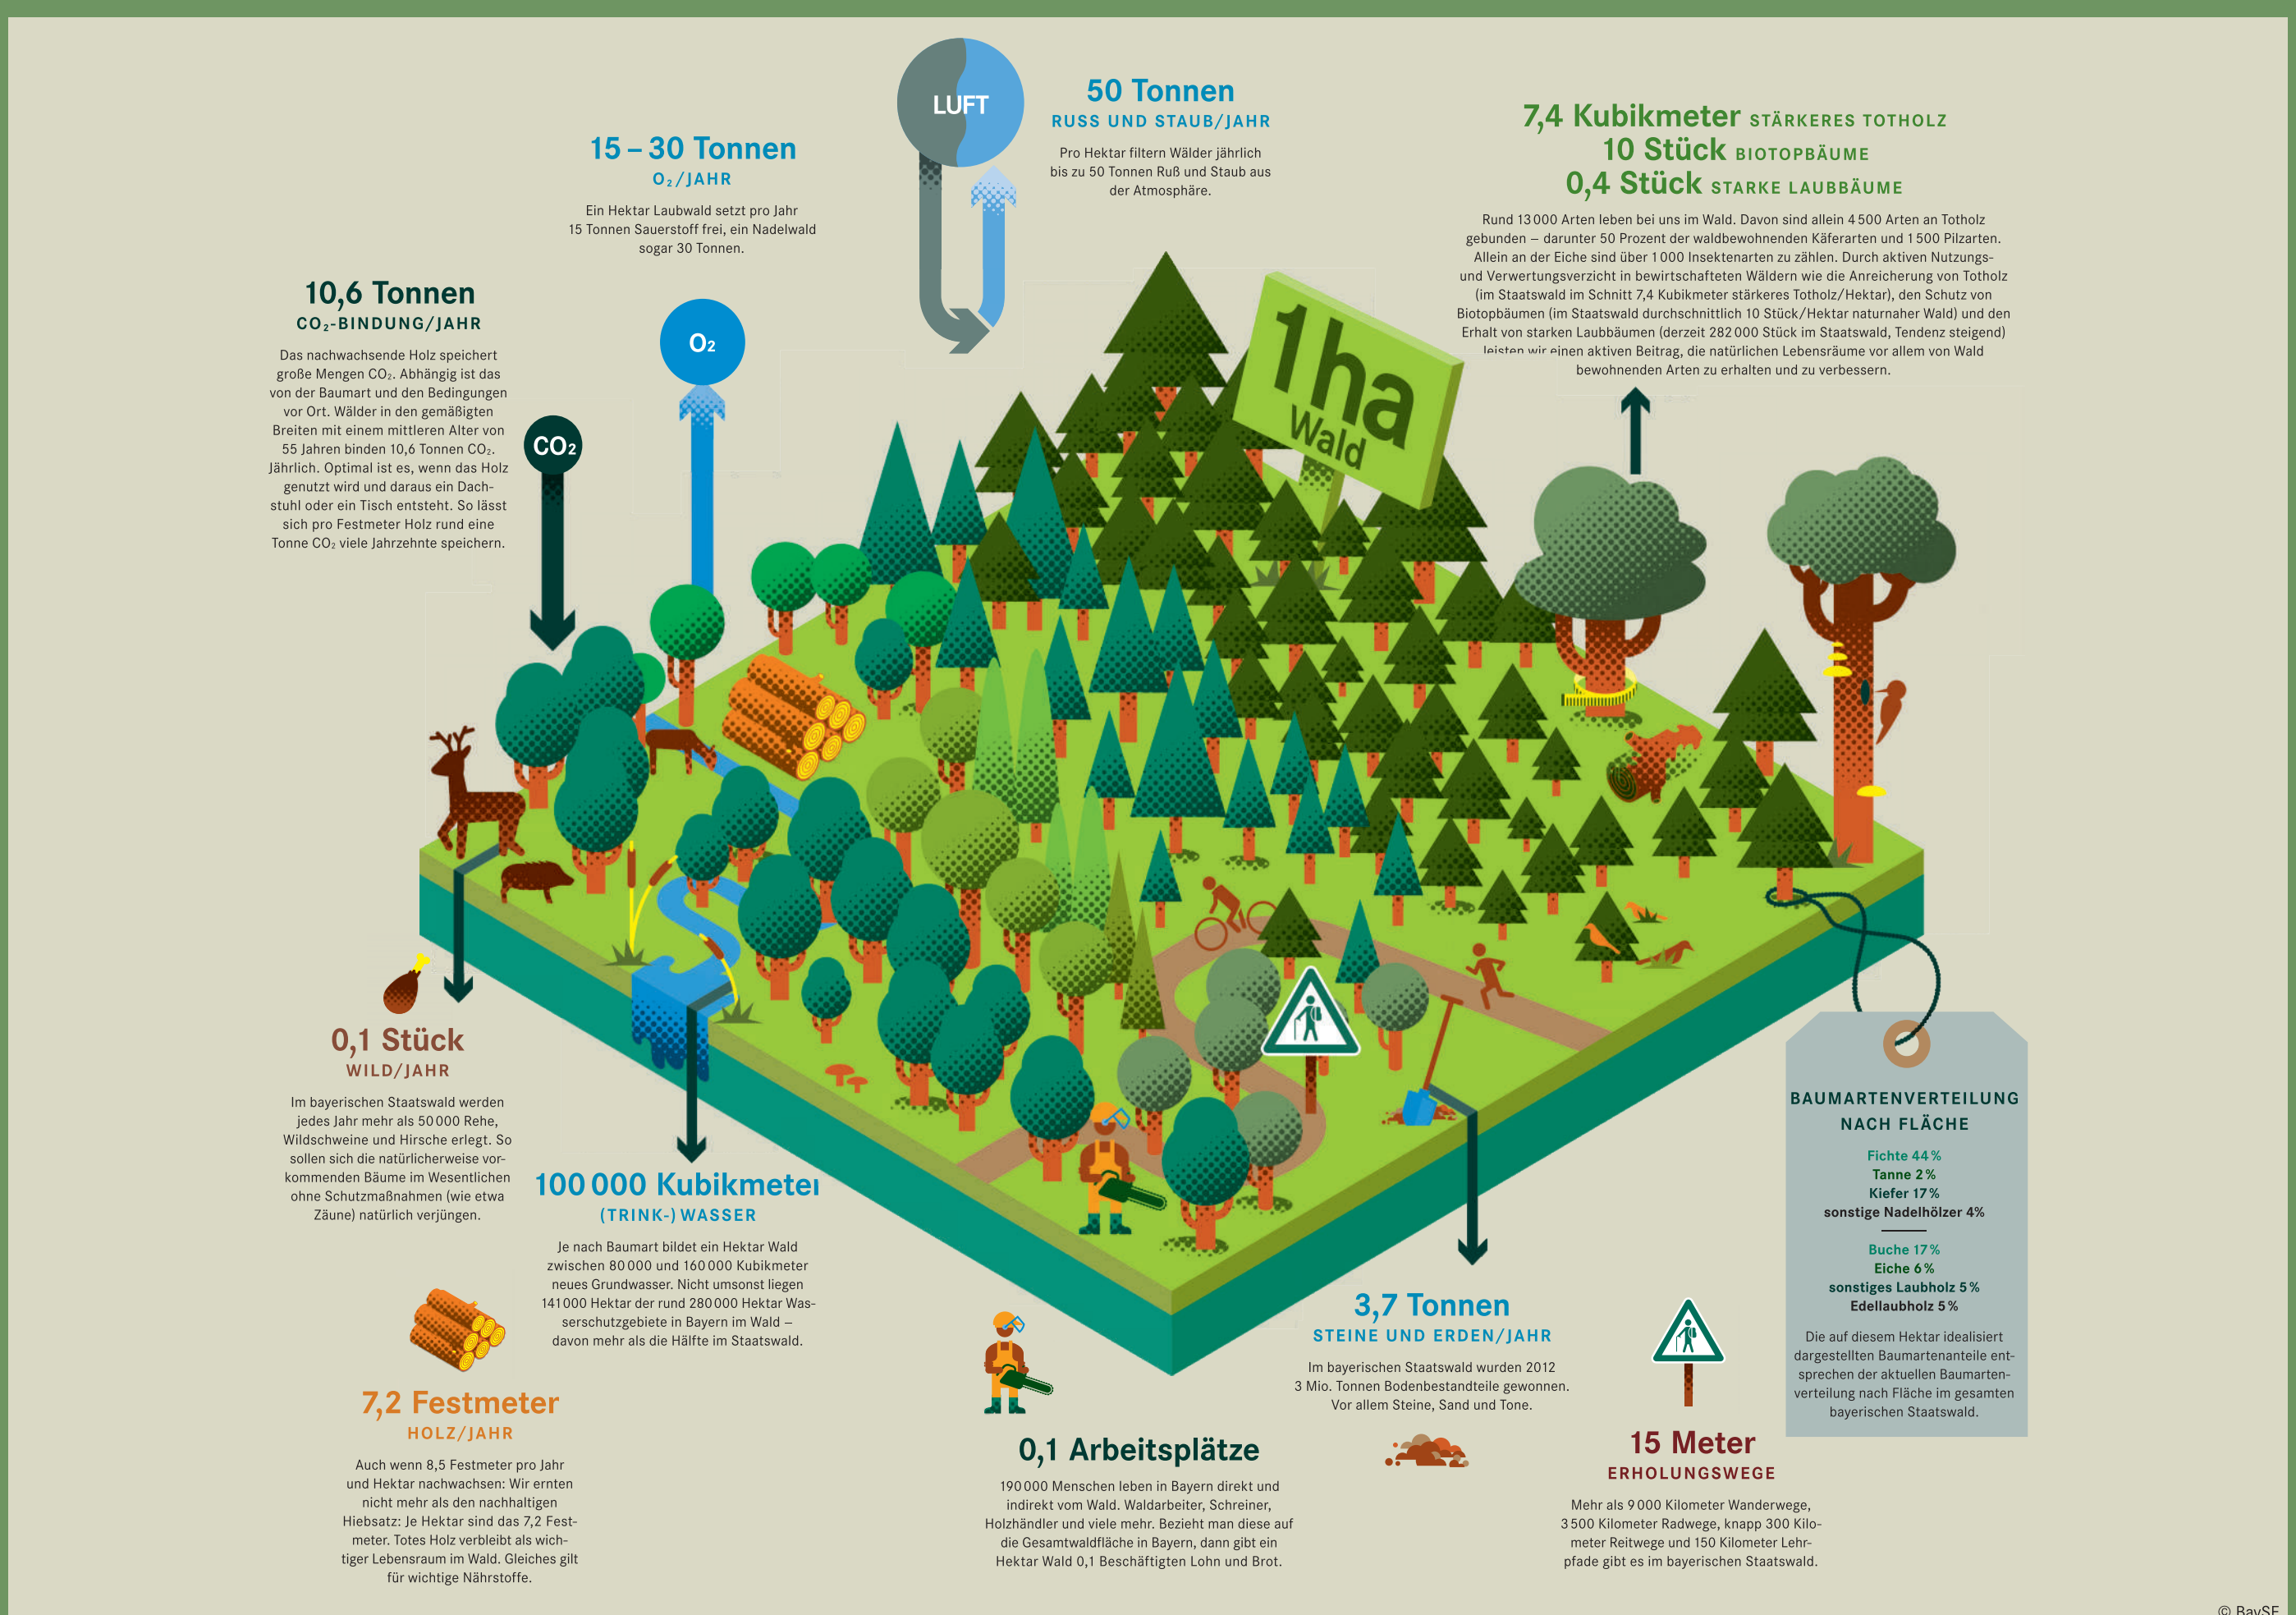 LUFT
50 Tonnen
RUSS UND STAUB/JAHR
Pro Hektar filtern Wälder jährlich
bis zu 50 Tonnen Ruß und Staub aus
der Atmosphäre.
15 – 30 Tonnen
O₂/JAHR
Ein Hektar Laubwald setzt pro Jahr
15 Tonnen Sauerstoff frei, ein Nadelwald
sogar 30 Tonnen.
O₂
7,4 Kubikmeter STÄRKERES TOTHOLZ
10 Stück BIOTOPBÄUME
0,4 Stück STARKE LAUBBÄUME
Rund 13 000 Arten leben bei uns im Wald. Davon sind allein 4 500 Arten an Totholz
gebunden – darunter 50 Prozent der waldbewohnenden Käferarten und 1 500 Pilzarten.
Allein an der Eiche sind über 1 000 Insektenarten zu zählen. Durch aktiven Nutzungs-
und Verwertungsverzicht in bewirtschafteten Wäldern wie die Anreicherung von Totholz
(im Staatswald im Schnitt 7,4 Kubikmeter stärkeres Totholz/Hektar), den Schutz von
Biotopbäumen (im Staatswald durchschnittlich 10 Stück/Hektar naturnaher Wald) und den
Erhalt von starken Laubbäumen (derzeit 282 000 Stück im Staatswald, Tendenz steigend)
leisten wir einen aktiven Beitrag, die natürlichen Lebensräume vor allem von Wald
bewohnenden Arten zu erhalten und zu verbessern.
10,6 Tonnen
CO₂-BINDUNG/JAHR
Das nachwachsende Holz speichert
große Mengen CO₂. Abhängig ist das
von der Baumart und den Bedingungen
vor Ort. Wälder in den gemäßigten
Breiten mit einem mittleren Alter von
55 Jahren binden 10,6 Tonnen CO₂.
Jährlich. Optimal ist es, wenn das Holz
genutzt wird und daraus ein Dach-
stuhl oder ein Tisch entsteht. So lässt
sich pro Festmeter Holz rund eine
Tonne CO₂ viele Jahrzehnte speichern.
CO₂
1ha
Wald
0,1 Stück
WILD/JAHR
Im bayerischen Staatswald werden
jedes Jahr mehr als 50 000 Rehe,
Wildschweine und Hirsche erlegt. So
sollen sich die natürlicherweise vor-
kommenden Bäume im Wesentlichen
ohne Schutzmaßnahmen (wie etwa
Zäune) natürlich verjüngen.
100 000 Kubikmeter
(TRINK-) WASSER
Je nach Baumart bildet ein Hektar Wald
zwischen 80 000 und 160 000 Kubikmeter
neues Grundwasser. Nicht umsonst liegen
141 000 Hektar der rund 280 000 Hektar Was-
serschutzgebiete in Bayern im Wald –
davon mehr als die Hälfte im Staatswald.
7,2 Festmeter
HOLZ/JAHR
Auch wenn 8,5 Festmeter pro Jahr
und Hektar nachwachsen: Wir ernten
nicht mehr als den nachhaltigen
Hiebsatz: Je Hektar sind das 7,2 Fest-
meter. Totes Holz verbleibt als wich-
tiger Lebensraum im Wald. Gleiches gilt
für wichtige Nährstoffe.
0,1 Arbeitsplätze
190 000 Menschen leben in Bayern direkt und
indirekt vom Wald. Waldarbeiter, Schreiner,
Holzhändler und viele mehr. Bezieht man diese auf
die Gesamtwaldfläche in Bayern, dann gibt ein
Hektar Wald 0,1 Beschäftigten Lohn und Brot.
3,7 Tonnen
STEINE UND ERDEN/JAHR
Im bayerischen Staatswald wurden 2012
3 Mio. Tonnen Bodenbestandteile gewonnen.
Vor allem Steine, Sand und Tone.
15 Meter
ERHOLUNGSWEGE
Mehr als 9 000 Kilometer Wanderwege,
3 500 Kilometer Radwege, knapp 300 Kilo-
meter Reitwege und 150 Kilometer Lehr-
pfade gibt es im bayerischen Staatswald.
BAUMARTENVERTEILUNG
NACH FLÄCHE
Fichte 44 %
Tanne 2 %
Kiefer 17 %
sonstige Nadelhölzer 4%
Buche 17 %
Eiche 6 %
sonstiges Laubholz 5 %
Edellaubholz 5 %
Die auf diesem Hektar idealisiert
dargestellten Baumartenanteile ent-
sprechen der aktuellen Baumarten-
verteilung nach Fläche im gesamten
bayerischen Staatswald.
© BaySF